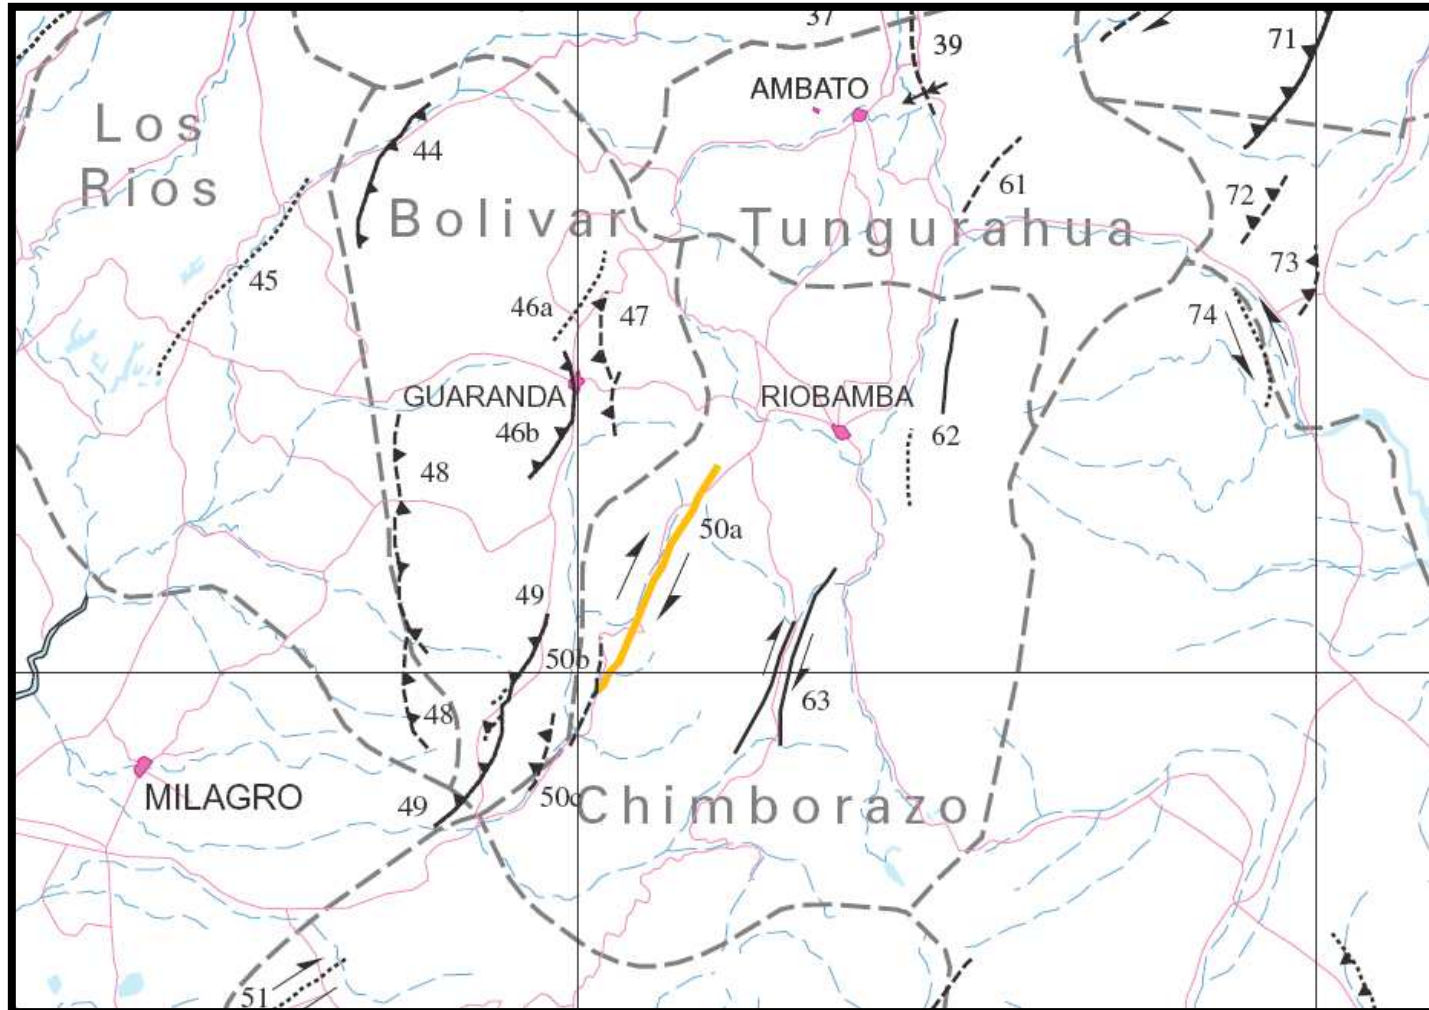 37
39
71
AMBATO
Los
Rios
44
61
72
Bolivar
Tungurahua
45
73
46a
47
74
GUARANDA
RIOBAMBA
46b
62
48
50a
49
50b
63
48
MILAGRO
49
50c
Chimborazo
51